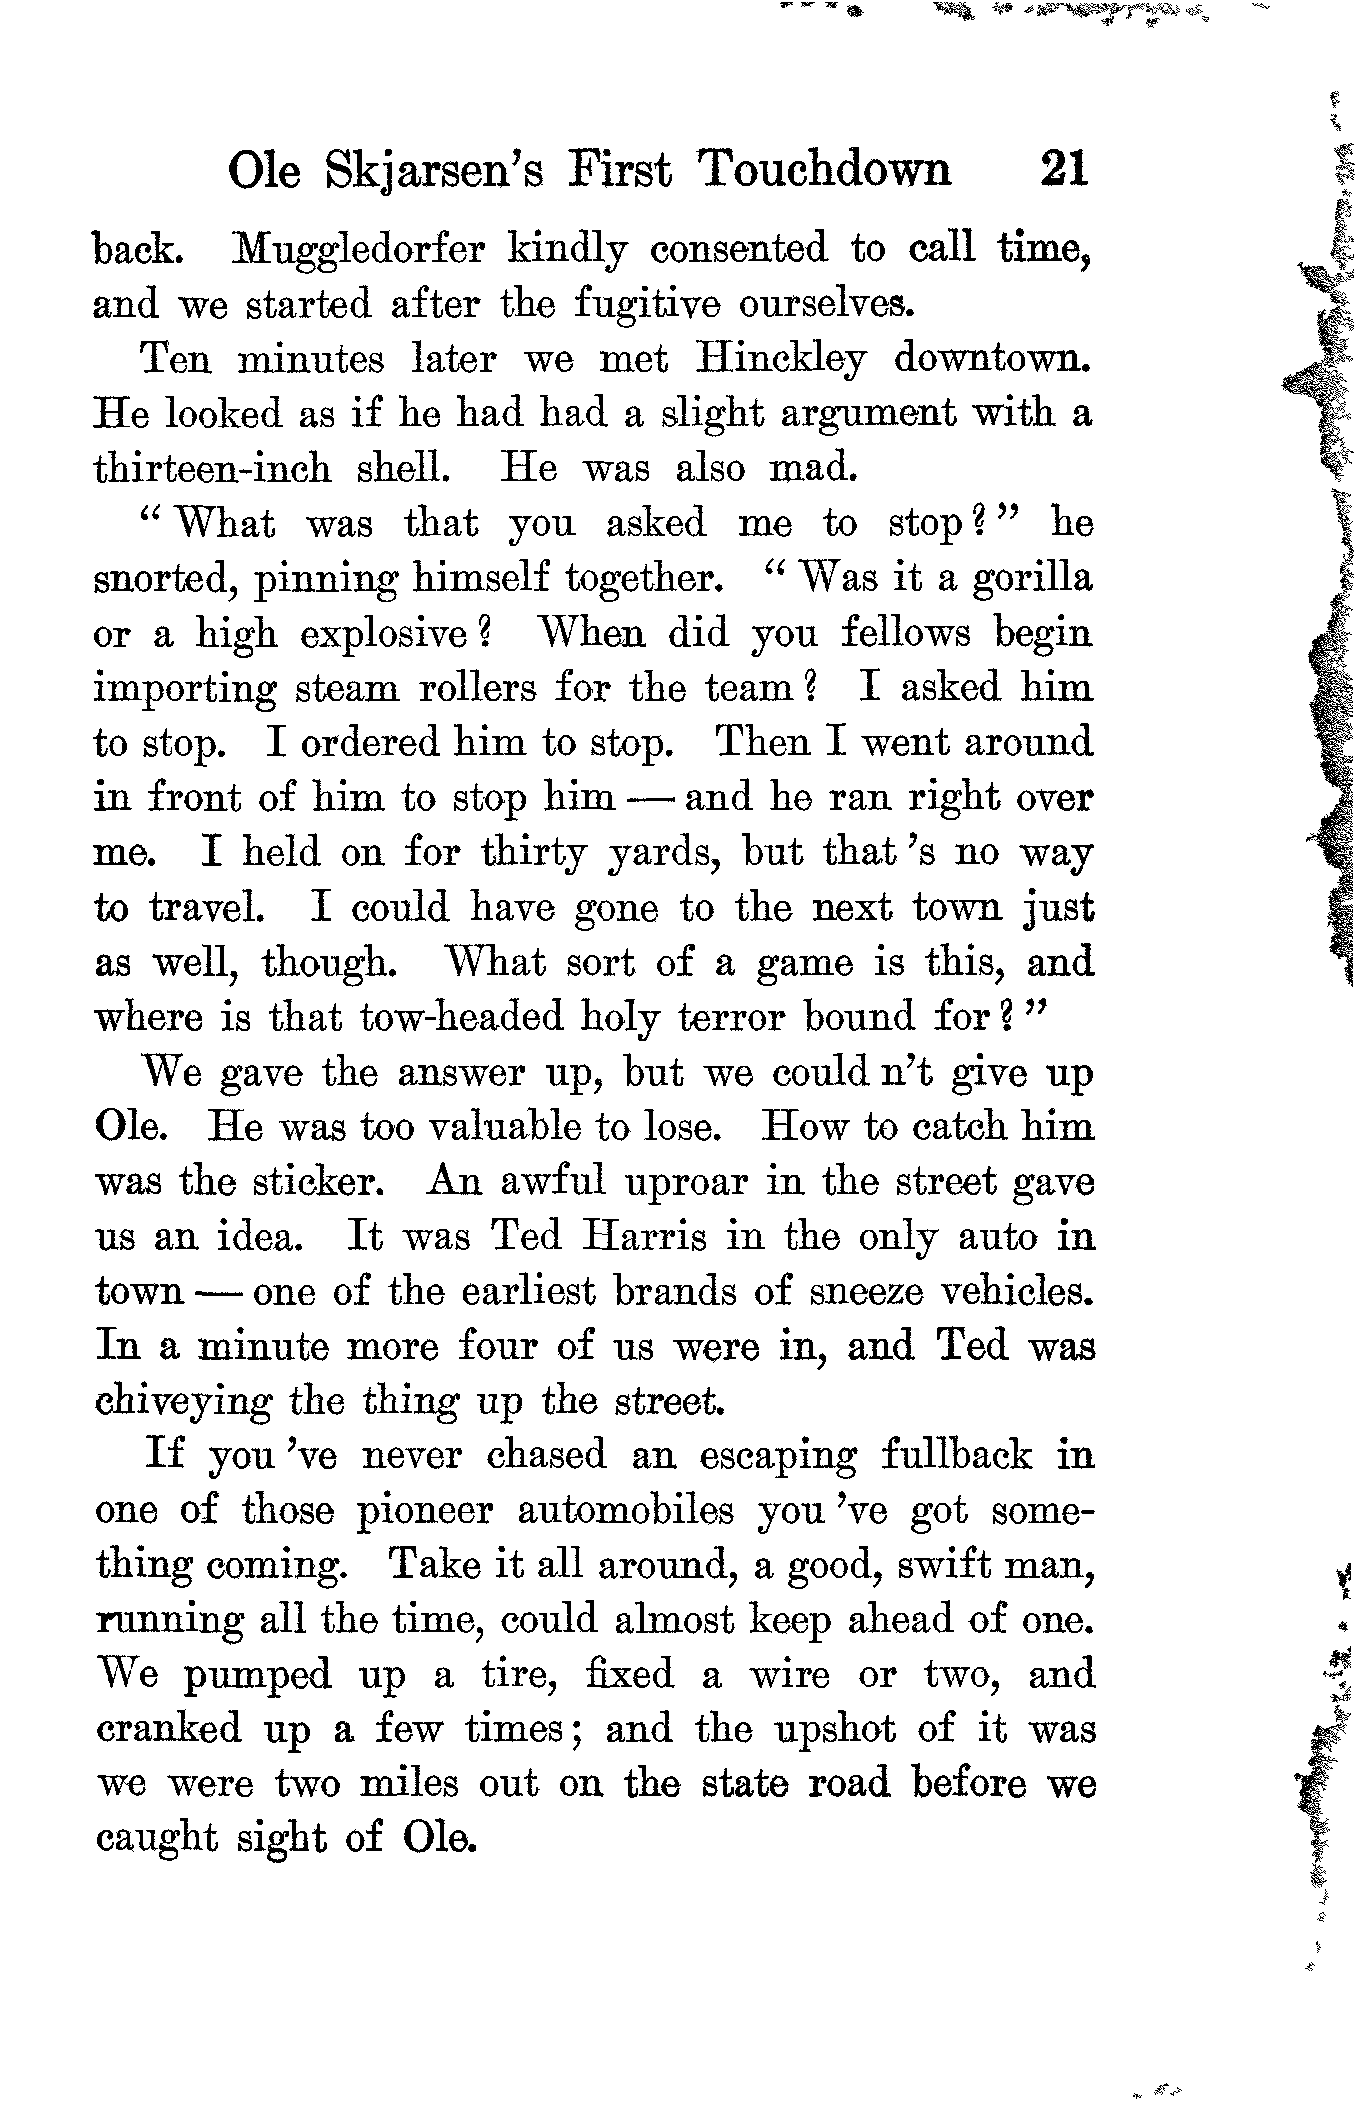 Ole Skjarsen's First Touchdown 21
back. Muggledorfer kindly consented to call time,
and we started after the fugitive ourselves.
Ten minutes later we met Hinckley downtown.
He looked as if he had had a slight argument with a
thirteen-inch shell. He was also mad.
“ What was that you asked me to stop ? ” he
snorted, pinning himself together. “ Was it a gorilla
or a high explosive ? When did you fellows begin
importing steam rollers for the team ? I asked him
to stop. I ordered him to stop. Then I went around
in front of him to stop him — and he ran right over
me. I held on for thirty yards, but that 's no way
to travel. I could have gone to the next town just
as well, though. What sort of a game is this, and
where is that tow-headed holy terror bound for ? ”
We gave the answer up, but we could n't give up
Ole. He was too valuable to lose. How to catch him
was the sticker. An awful uproar in the street gave
us an idea. It was Ted Harris in the only auto in
town — one of the earliest brands of sneeze vehicles.
In a minute more four of us were in, and Ted was
chiveying the thing up the street.
If you 've never chased an escaping fullback in
one of those pioneer automobiles you 've got some-
thing coming. Take it all around, a good, swift man,
running all the time, could almost keep ahead of one.
We pumped up a tire, fixed a wire or two, and
cranked up a few times ; and the upshot of it was
we were two miles out on the state road before we
caught sight of Ole.